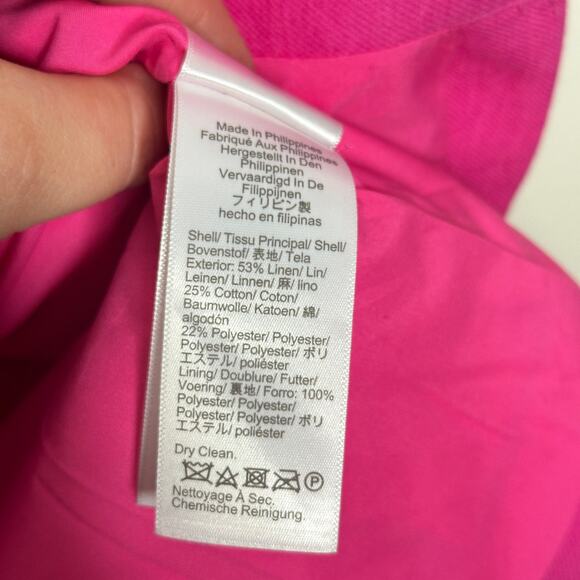 Made In Philippines
Fabriqué Aux Philippines
Hergestellt In Den
Philippinen
Vervaardigd In De
Filippijnen
フィリピン製
hecho en filipinas
Shell/ Tissu Principal/ Shell/
Bovenstof/ 表地/ Tela
Exterior: 53% Linen/ Lin/
Leinen/ Linnen/ 麻/ lino
25% Cotton/ Coton/
Baumwolle/ Katoen/ 綿/
algodón
22% Polyester/ Polyester/
Polyester/ Polyester/ ポリ
エステル/ poliéster
Lining/ Doublure/ Futter/
Voering/ 裏地/ Forro: 100%
Polyester/ Polyester/
Polyester/ Polyester/ ポリ
エステル/ poliéster
Dry Clean.
P
Nettoyage À Sec.
Chemische Reinigung.